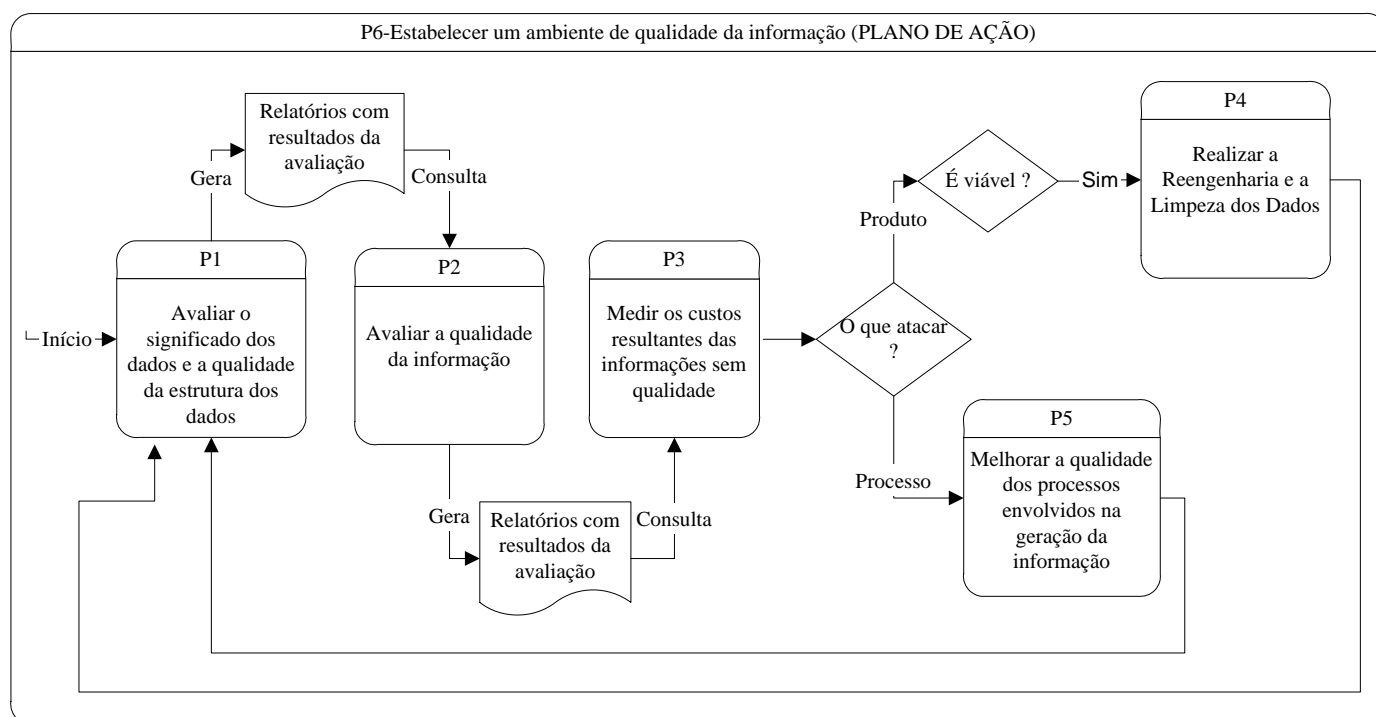 P6-Estabelecer um ambiente de qualidade da informação (PLANO DE AÇÃO)
Início
P1
Avaliar o
significado dos
dados e a qualidade
da estrutura dos
dados
Gera
Relatórios com
resultados da
avaliação
Consulta
P2
Avaliar a qualidade
da informação
Gera
Relatórios com
resultados da
avaliação
Consulta
P3
Medir os custos
resultantes das
informações sem
qualidade
O que atacar
?
Produto
É viável ?
Sim
P4
Realizar a
Reengenharia e a
Limpeza dos Dados
Processo
P5
Melhorar a qualidade
dos processos
envolvidos na
geração da
informação